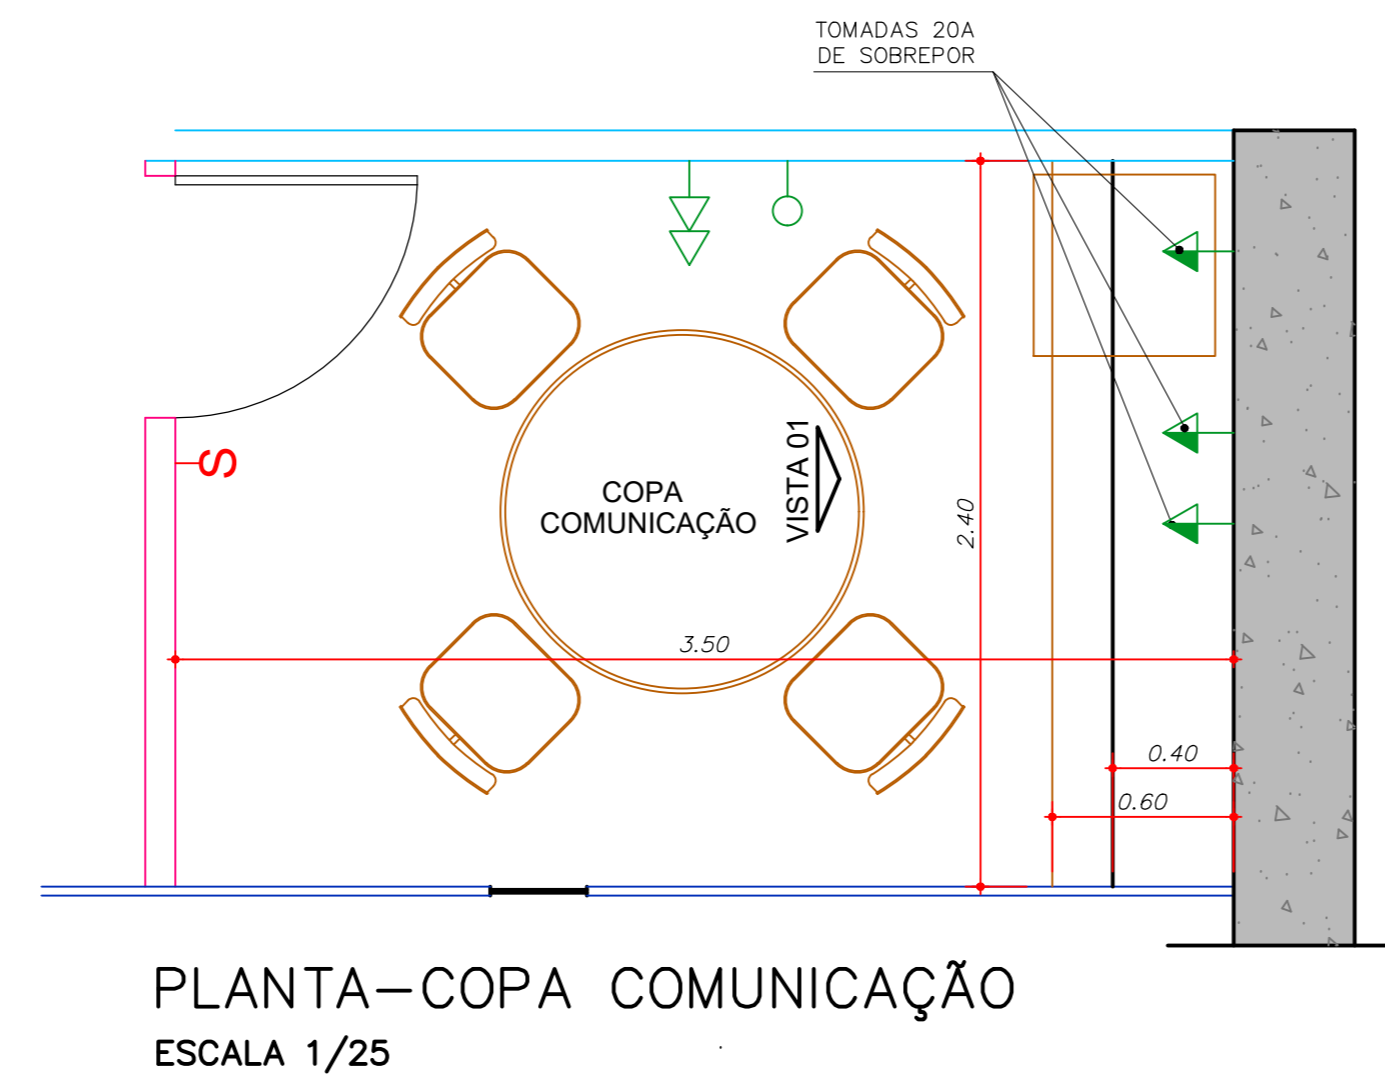 TOMADAS 20A
DE SOBREPOR
S
COPA
COMUNICAÇÃO
VISTA 01
2.40
3.50
0.40
0.60
PLANTA-COPA COMUNICAÇÃO
ESCALA 1/25